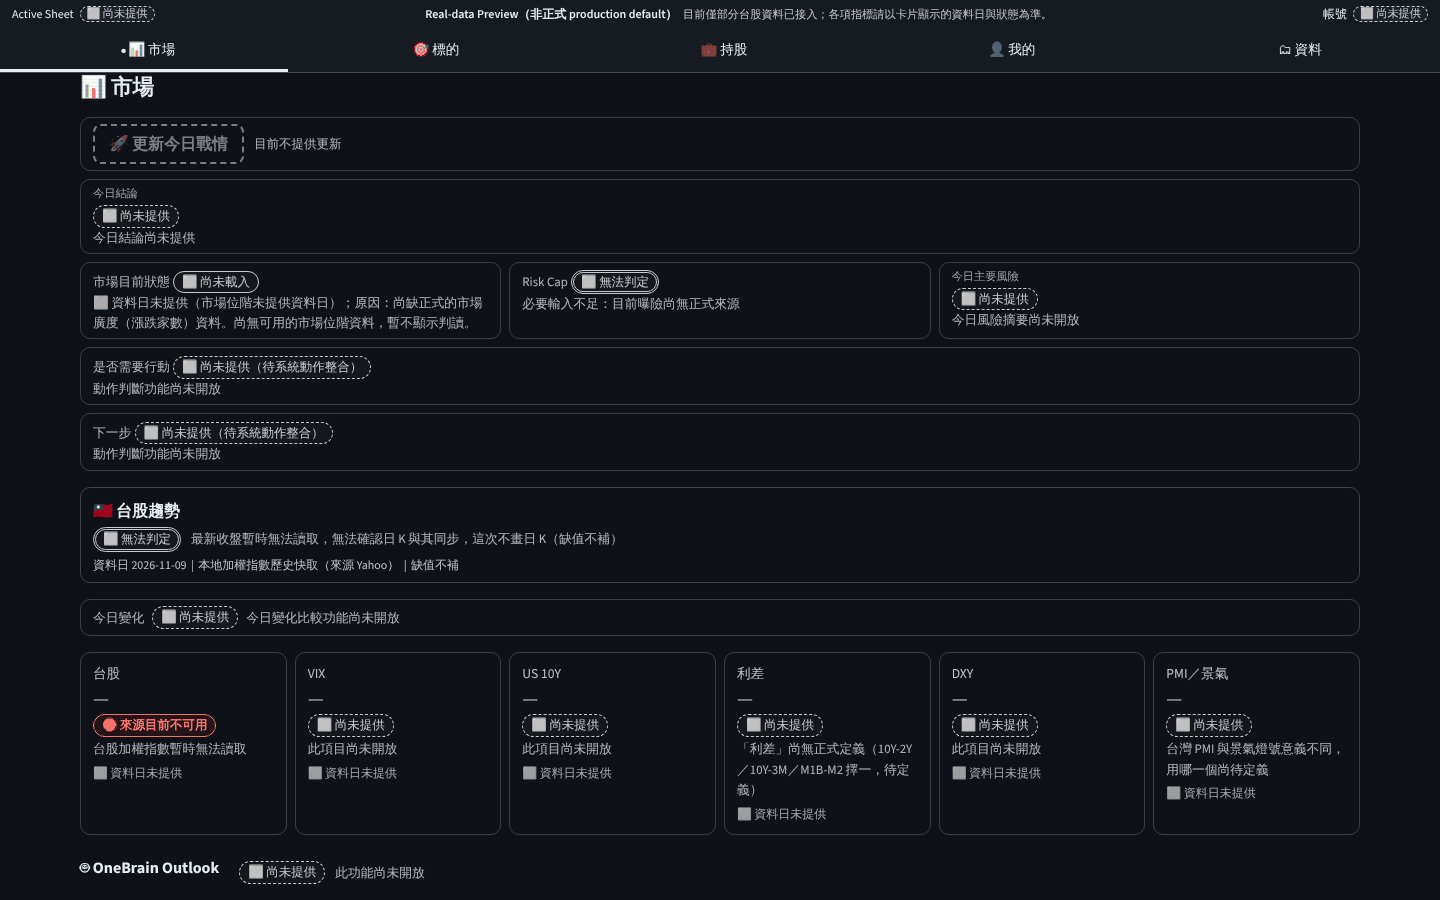 Active Sheet 尚未提供
Real-data Preview（非正式 production default） 目前僅部分台股資料已接入；各項指標請以卡片顯示的資料日與狀態為準。
帳號 尚未提供
市場
標的
持股
我的
資料
市場
更新今日戰情 目前不提供更新
今日結論
尚未提供
今日結論尚未提供
市場目前狀態 尚未載入
資料日未提供（市場位階未提供資料日）；原因：尚缺正式的市場
廣度（漲跌家數）資料。尚無可用的市場位階資料，暫不顯示判讀。
Risk Cap 無法判定
必要輸入不足：目前曝險尚無正式來源
今日主要風險
尚未提供
今日風險摘要尚未開放
是否需要行動 尚未提供（待系統動作整合）
動作判斷功能尚未開放
下一步 尚未提供（待系統動作整合）
動作判斷功能尚未開放
台股趨勢
無法判定 最新收盤暫時無法讀取，無法確認日 K 與其同步，這次不畫日 K（缺值不補）
資料日 2026-11-09｜本地加權指數歷史快取（來源 Yahoo）｜缺值不補
今日變化 尚未提供 今日變化比較功能尚未開放
台股
—
來源目前不可用
台股加權指數暫時無法讀取
資料日未提供
VIX
—
尚未提供
此項目尚未開放
資料日未提供
US 10Y
—
尚未提供
此項目尚未開放
資料日未提供
利差
—
尚未提供
「利差」尚無正式定義（10Y-2Y
／10Y-3M／M1B-M2 擇一，待定
義）
資料日未提供
DXY
—
尚未提供
此項目尚未開放
資料日未提供
PMI／景氣
—
尚未提供
台灣 PMI 與景氣燈號意義不同，
用哪一個尚待定義
資料日未提供
OneBrain Outlook 尚未提供 此功能尚未開放